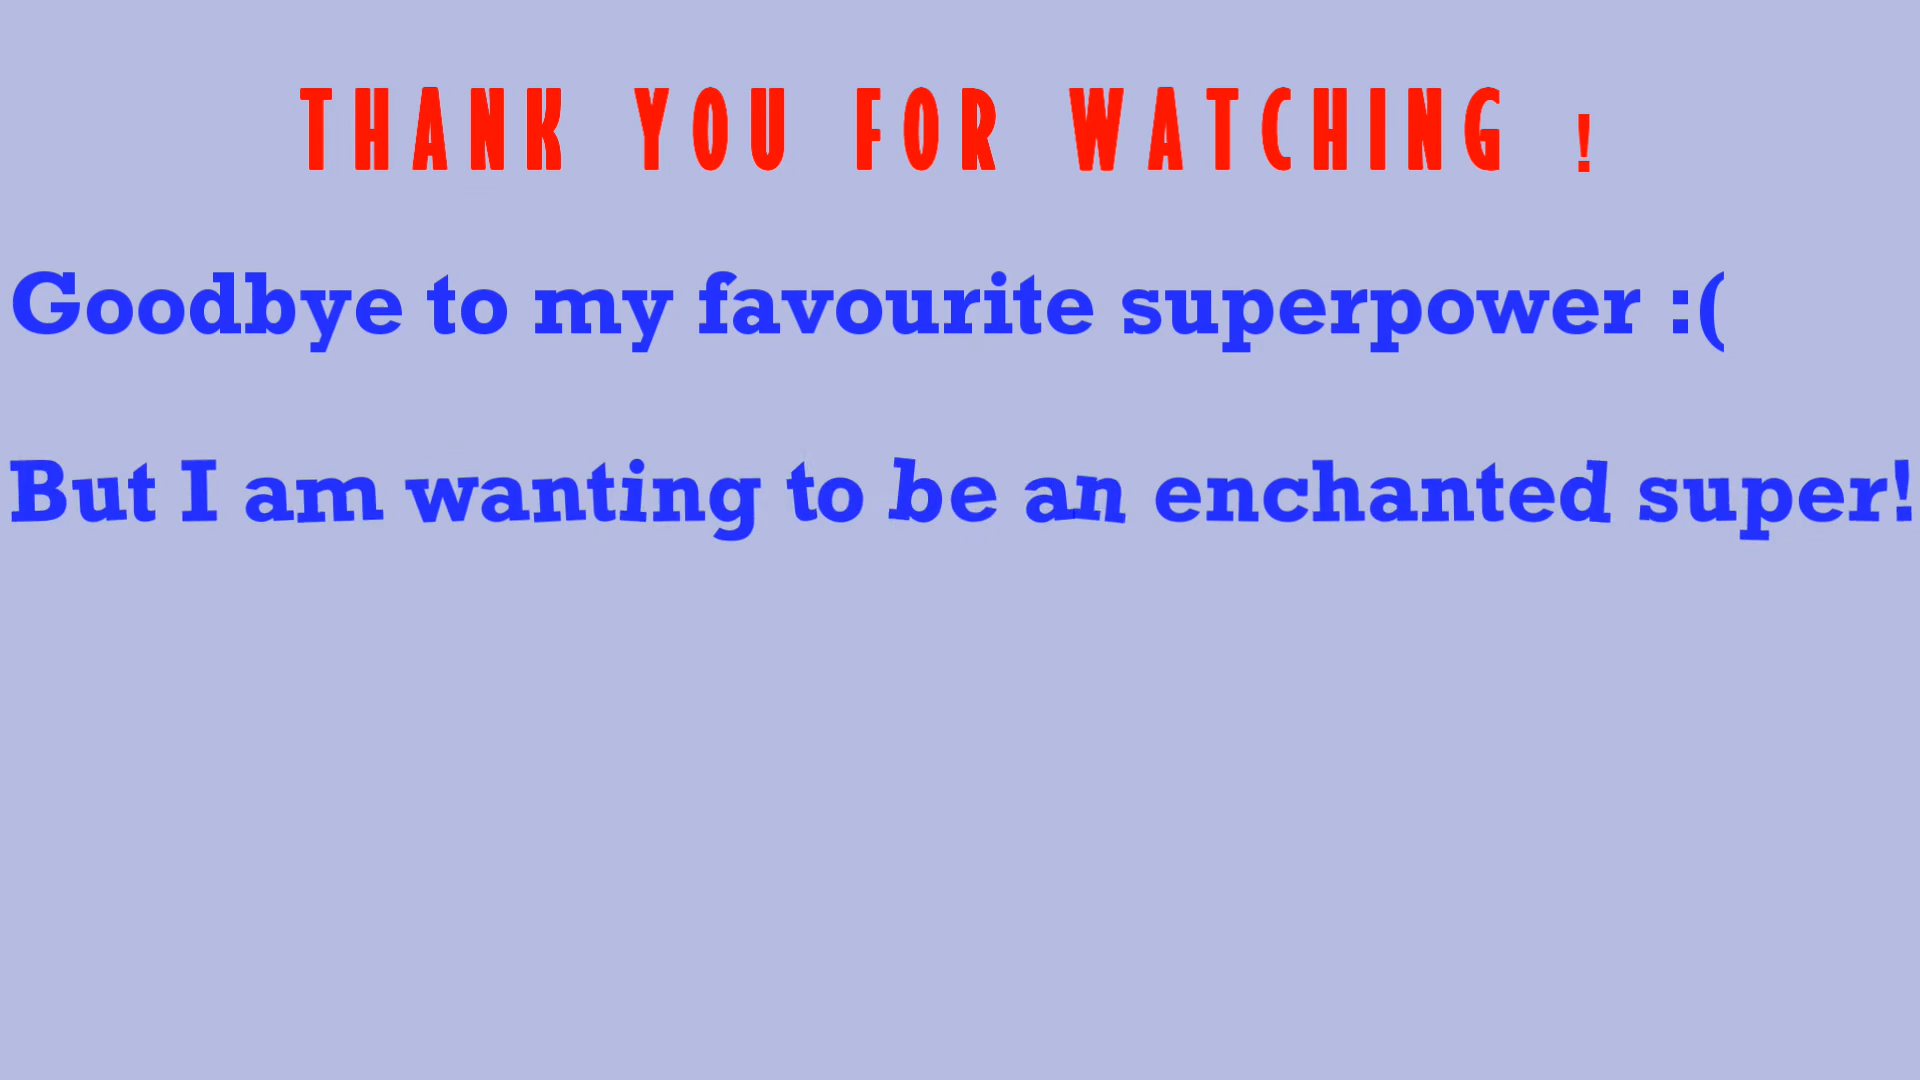 THANK YOU FOR WATCHING !
Goodbye to my favourite superpower :(
But I am wanting to be an enchanted super!